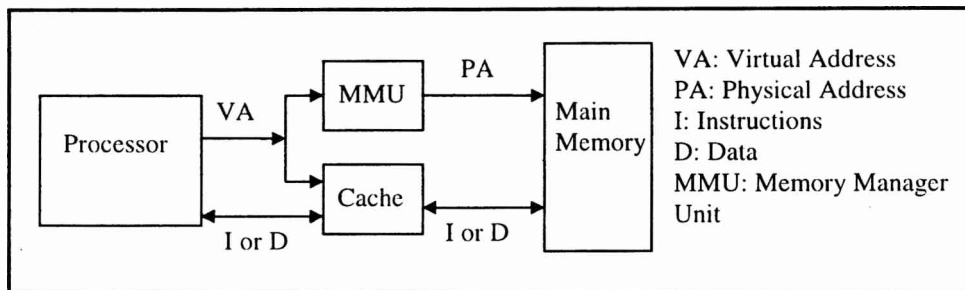 Processor
VA
MMU
PA
Cache
I or D
I or D
Main
Memory
VA: Virtual Address
PA: Physical Address
I: Instructions
D: Data
MMU: Memory Manager
Unit